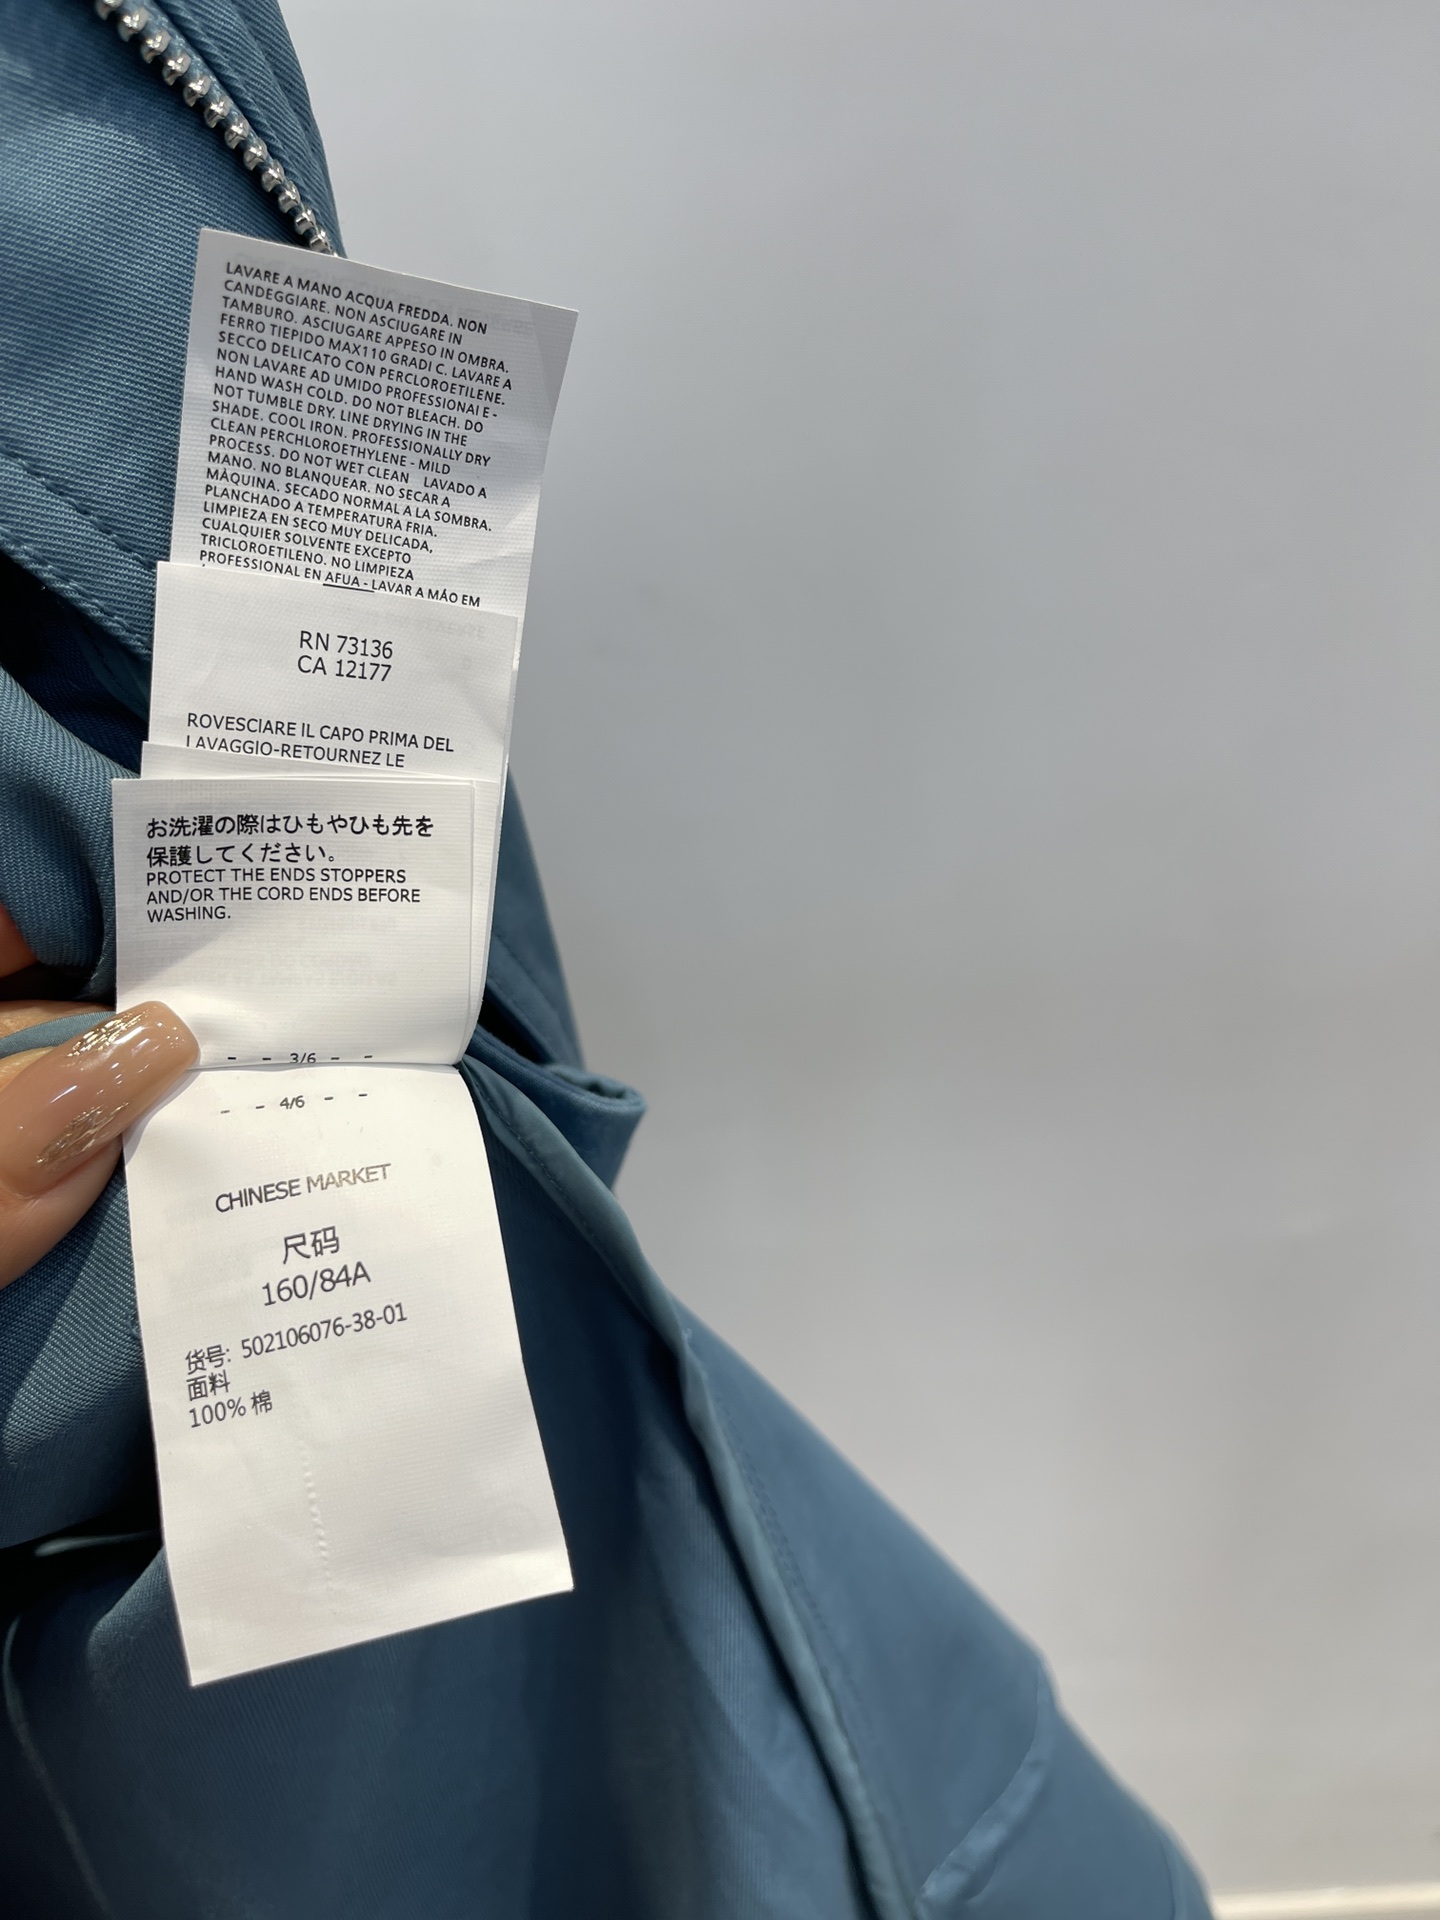 LAVARE A MANO ACQUA FREDDA. NON
CANDEGGIARE. NON ASCIUGARE IN
TAMBURO. ASCIUGARE APPESO IN OMBRA.
FERRO TIEPIDO MAX110 GRADI C. LAVARE A
SECCO DELICATO CON PERCLOROETILENE.
NON LAVARE AD UMIDO PROFESSIONAl E -
HAND WASH COLD. DO NOT BLEACH. DO
NOT TUMBLE DRY. LINE DRYING IN THE
SHADE. COOL IRON. PROFESSIONALLY DRY
CLEAN PERCHLOROETHYLENE - MILD
PROCESS. DO NOT WET CLEAN LAVADO A
MANO. NO BLANQUEAR. NO SECAR A
MÀQUINA. SECADO NORMAL A LA SOMBRA.
PLANCHADO A TEMPERATURA FRIA.
LIMPIEZA EN SECO MUY DELICADA,
CUALQUIER SOLVENTE EXCEPTO
TRICLOROETILENO. NO LIMPIEZA
PROFESSIONAL EN AFUA - LAVAR A MÁO EM
RN 73136
CA 12177
ROVESCIARE IL CAPO PRIMA DEL
LAVAGGIO-RETOURNEZ LE
お洗濯の際はひもやひも先を
保護してください。
PROTECT THE ENDS STOPPERS
AND/OR THE CORD ENDS BEFORE
WASHING.
- - 3/6 - -
- - 4/6 - -
CHINESE MARKET
尺码
160/84A
货号: 502106076-38-01
面料
100% 棉